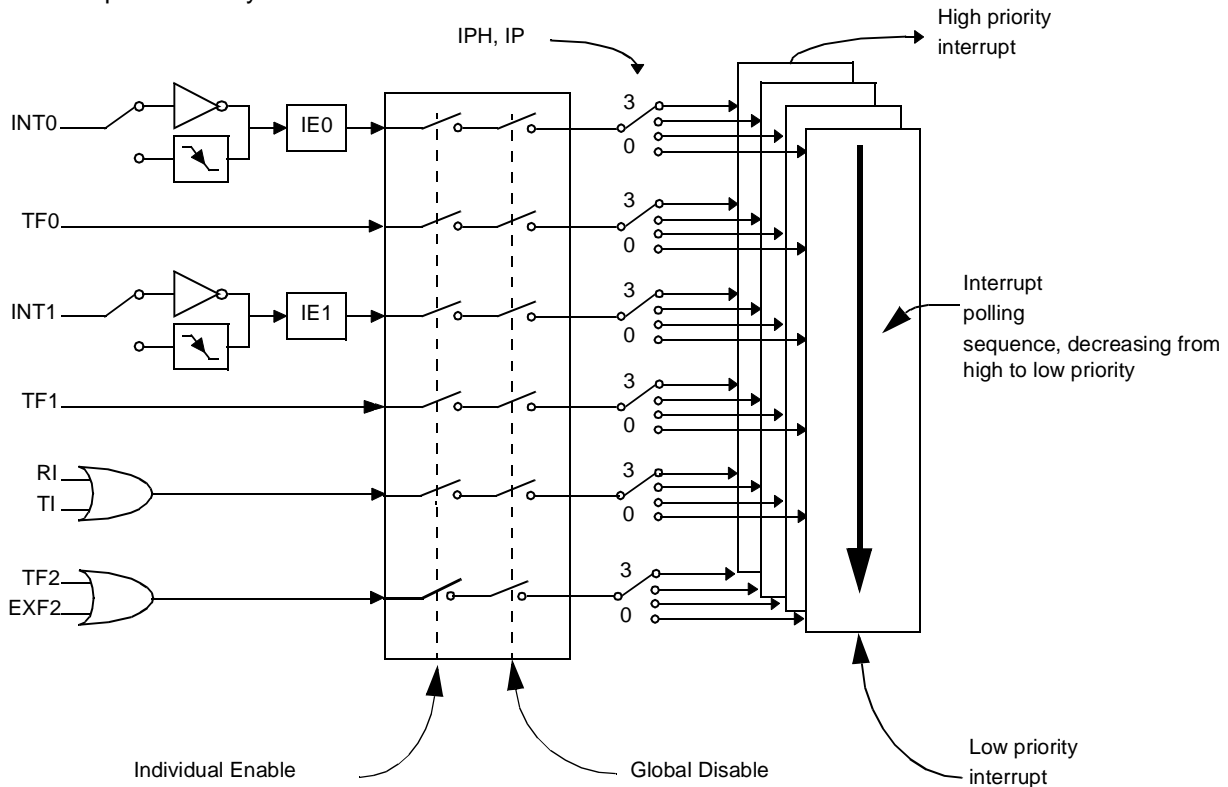 High priority
interrupt
IPH, IP
INT0
IE0
3
0
TF0
3
0
INT1
IE1
3
0
Interrupt
polling
sequence, decreasing from
high to low priority
TF1
3
0
RI
TI
3
0
TF2
EXF2
3
0
Individual Enable
Global Disable
Low priority
interrupt